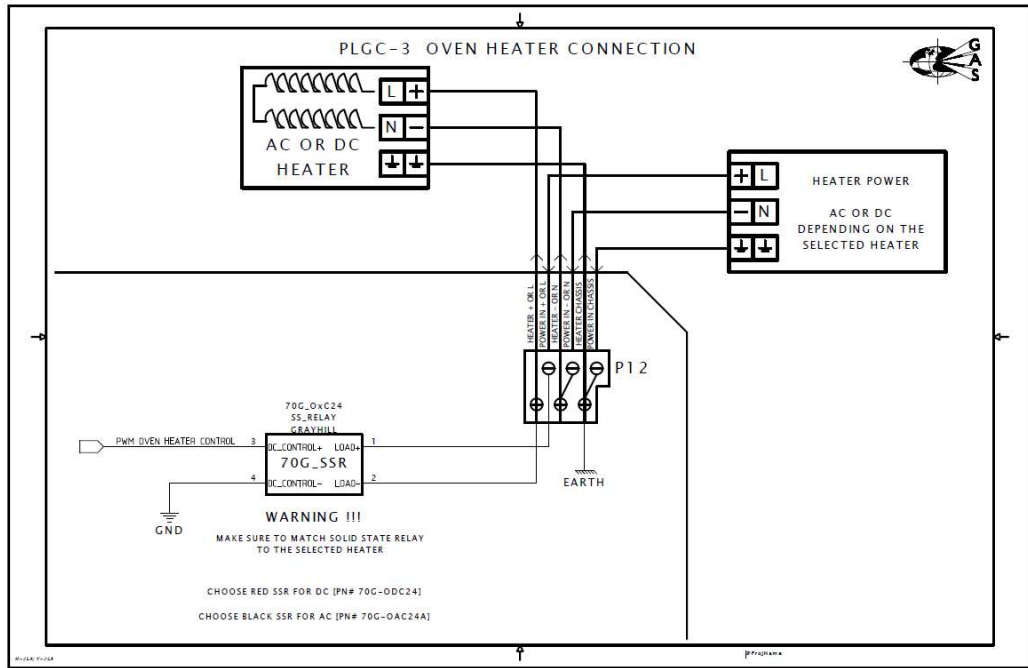 PLGC-3 OVEN HEATER CONNECTION
GAS
L +
N -
AC OR DC
HEATER
+ L
- N
HEATER POWER
AC OR DC
DEPENDING ON THE
SELECTED HEATER
HEATER + OR L
POWER IN + OR L
HEATER - OR N
POWER IN - OR N
HEATER CHASSIS
POWER IN CHASSIS
P12
70G_OxC24
SS_RELAY
GRAYHILL
PWM OVEN HEATER CONTROL
3 DC_CONTROL+ LOAD+ 1
70G_SSR
4 DC_CONTROL- LOAD- 2
GND
EARTH
WARNING !!!
MAKE SURE TO MATCH SOLID STATE RELAY
TO THE SELECTED HEATER
CHOOSE RED SSR FOR DC [PN# 70G-ODC24]
CHOOSE BLACK SSR FOR AC [PN# 70G-OAC24A]
@ProjName